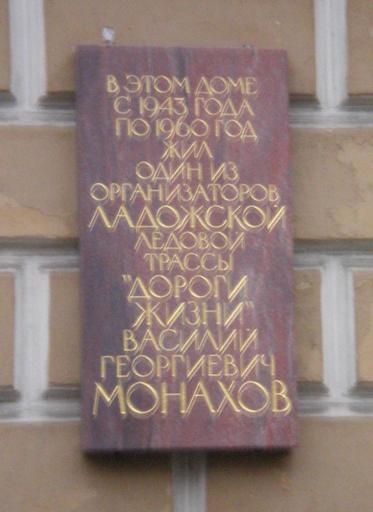 В ЭТОМ ДОМЕ
С 1943 ГОДА
ПО 1960 ГОД
ЖИЛ
ОДИН ИЗ
ОРГАНИЗАТОРОВ
ЛАДОЖСКОЙ
ЛЕДОВОЙ
ТРАССЫ
"ДОРОГИ
ЖИЗНИ"
ВАСИЛИЙ
ГЕОРГИЕВИЧ
МОНАХОВ